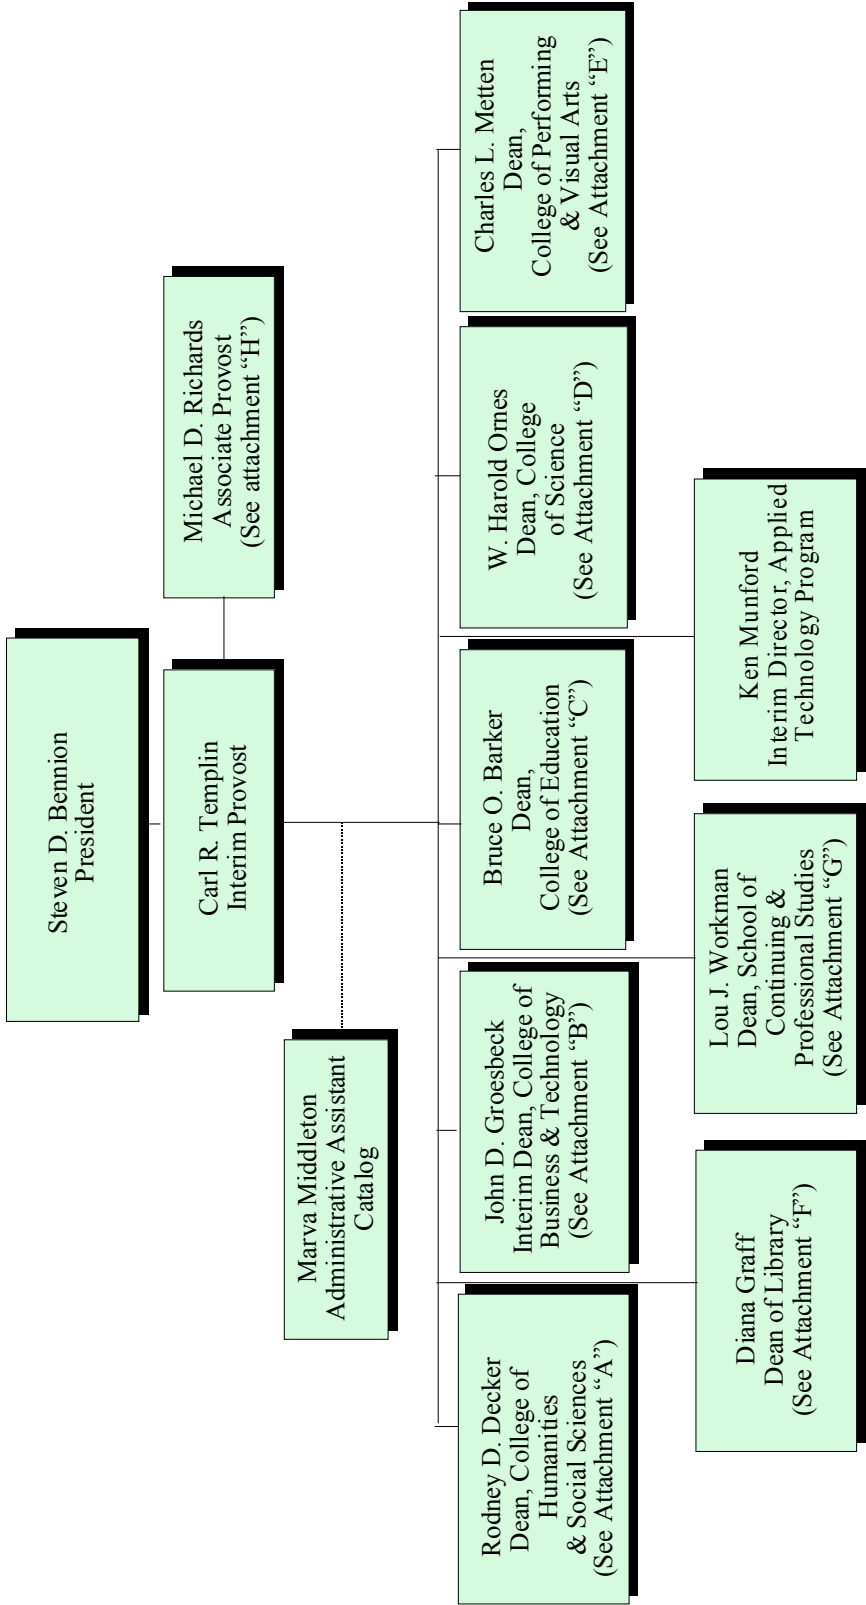 Steven D. Bennion
President
Carl R. Templin
Interim Provost
Michael D. Richards
Associate Provost
(See attachment “H”)
Marva Middleton
Administrative Assistant
Catalog
Rodney D. Decker
Dean, College of
Humanities
& Social Sciences
(See Attachment “A”)
John D. Groesbeck
Interim Dean, College of
Business & Technology
(See Attachment “B”)
Bruce O. Barker
Dean,
College of Education
(See Attachment “C”)
W. Harold Ornes
Dean, College
of Science
(See Attachment “D”)
Charles L. Metten
Dean,
College of Performing
& Visual Arts
(See Attachment “E”)
Diana Graff
Dean of Library
(See Attachment “F”)
Lou J. Workman
Dean, School of
Continuing &
Professional Studies
(See Attachment “G”)
Ken Munford
Interim Director, Applied
Technology Program